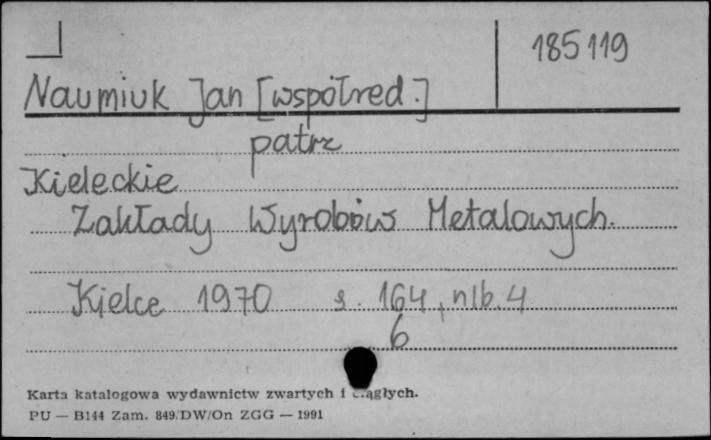 185119
Naumiuk Jan [współred.]
patrz
Kieleckie
Zakłady Wyrobów Metalowych.
Kielce 1970 s. 164, nlb. 4
6
Karta katalogowa wydawnictw zwartych i ciągłych.
PU — B144 Zam. 849/DW/On ZGG — 1991